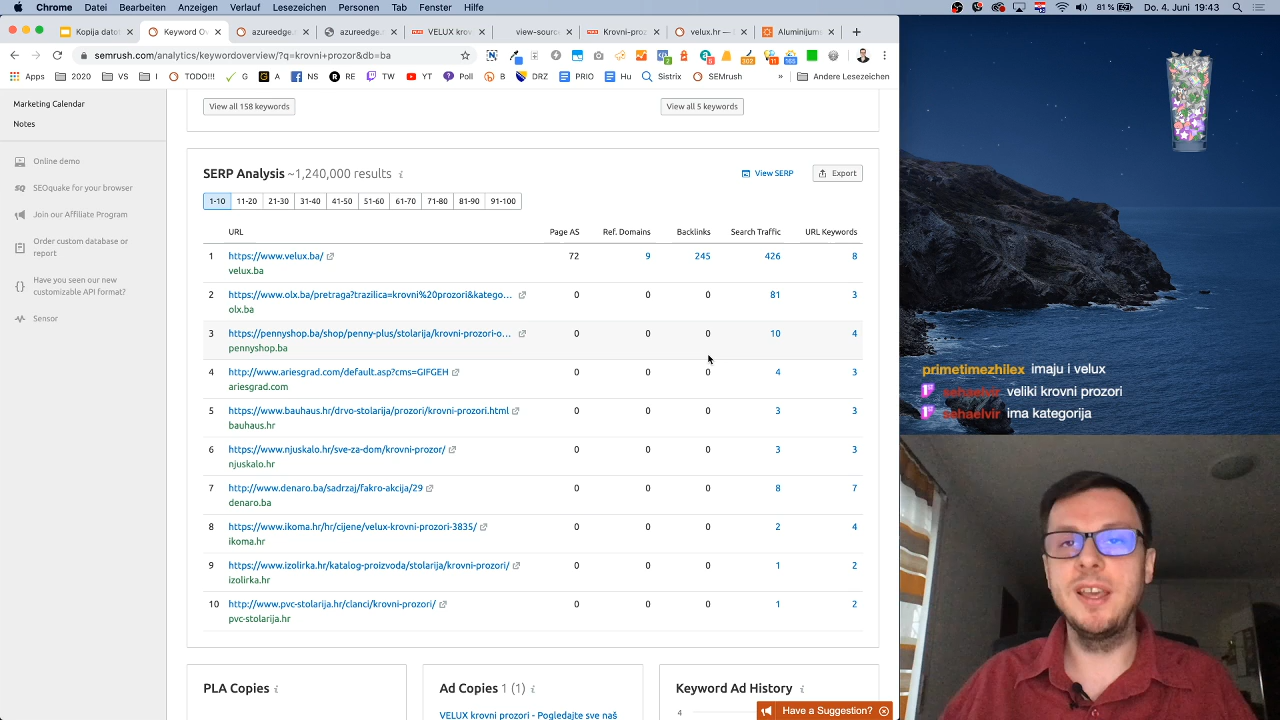 Chrome Datei Bearbeiten Anzeigen Verlauf Lesezeichen Personen Tab Fenster Hilfe 81% Do. 4. Juni 19:43
Kopija datot Keyword Ov azureedge. azureedge. VELUX krov view-source Krovni-proz velux.hr — Aluminijum
semrush.com/analytics/keywordoverview/?q=krovni+prozor&db=ba
Apps 2020 VS I TODO!!! G A NS RE TW YT Poll B DRZ PRIO Hu Sistrix SEMrush » Andere Lesezeichen
Marketing Calendar
Notes
Online demo
SEOquake for your browser
Join our Affiliate Program
Order custom database or
report
Have you seen our new
customizable API format?
Sensor
View all 158 keywords View all 5 keywords
SERP Analysis ~1,240,000 results View SERP Export
1-10 11-20 21-30 31-40 41-50 51-60 61-70 71-80 81-90 91-100
URL Page AS Ref. Domains Backlinks Search Traffic URL Keywords
1 https://www.velux.ba/ 72 9 245 426 8
velux.ba
2 https://www.olx.ba/pretraga?trazilica=krovni%20prozori&katego... 0 0 0 81 3
olx.ba
3 https://pennyshop.ba/shop/penny-plus/stolarija/krovni-prozori-o... 0 0 0 10 4
pennyshop.ba
4 http://www.ariesgrad.com/default.asp?cms=GIFGEH 0 0 0 4 3
ariesgrad.com
5 https://www.bauhaus.hr/drvo-stolarija/prozori/krovni-prozori.html 0 0 0 3 3
bauhaus.hr
6 https://www.njuskalo.hr/sve-za-dom/krovni-prozor/ 0 0 0 3 3
njuskalo.hr
7 http://www.denaro.ba/sadrzaj/fakro-akcija/29 0 0 0 8 7
denaro.ba
8 https://www.ikoma.hr/hr/cijene/velux-krovni-prozori-3835/ 0 0 0 2 4
ikoma.hr
9 https://www.izolirka.hr/katalog-proizvoda/stolarija/krovni-prozori/ 0 0 0 1 2
izolirka.hr
10 http://www.pvc-stolarija.hr/clanci/krovni-prozori/ 0 0 0 1 2
pvc-stolarija.hr
PLA Copies Ad Copies 1 (1) Keyword Ad History
VELUX krovni prozori - Pogledajte sve naš
4
Have a Suggestion?
primetimezhilex imaju i velux
sehaelvir veliki krovni prozori
sehaelvir ima kategorija